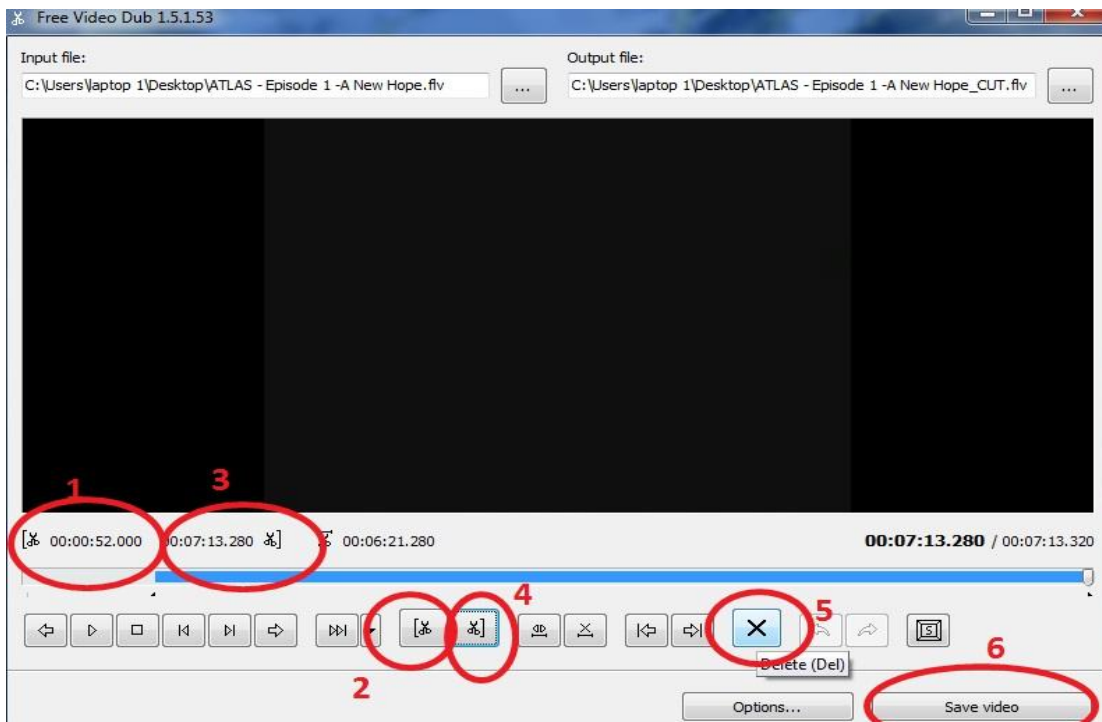 Free Video Dub 1.5.1.53
Input file:
Output file:
C:\Users\laptop 1\Desktop\ATLAS - Episode 1 -A New Hope.flv
...
C:\Users\laptop 1\Desktop\ATLAS - Episode 1 -A New Hope_CUT.flv
...
1
3
00:00:52.000
00:07:13.280
00:06:21.280
00:07:13.280 / 00:07:13.320
4
5
S
2
Delete (Del)
6
Options...
Save video